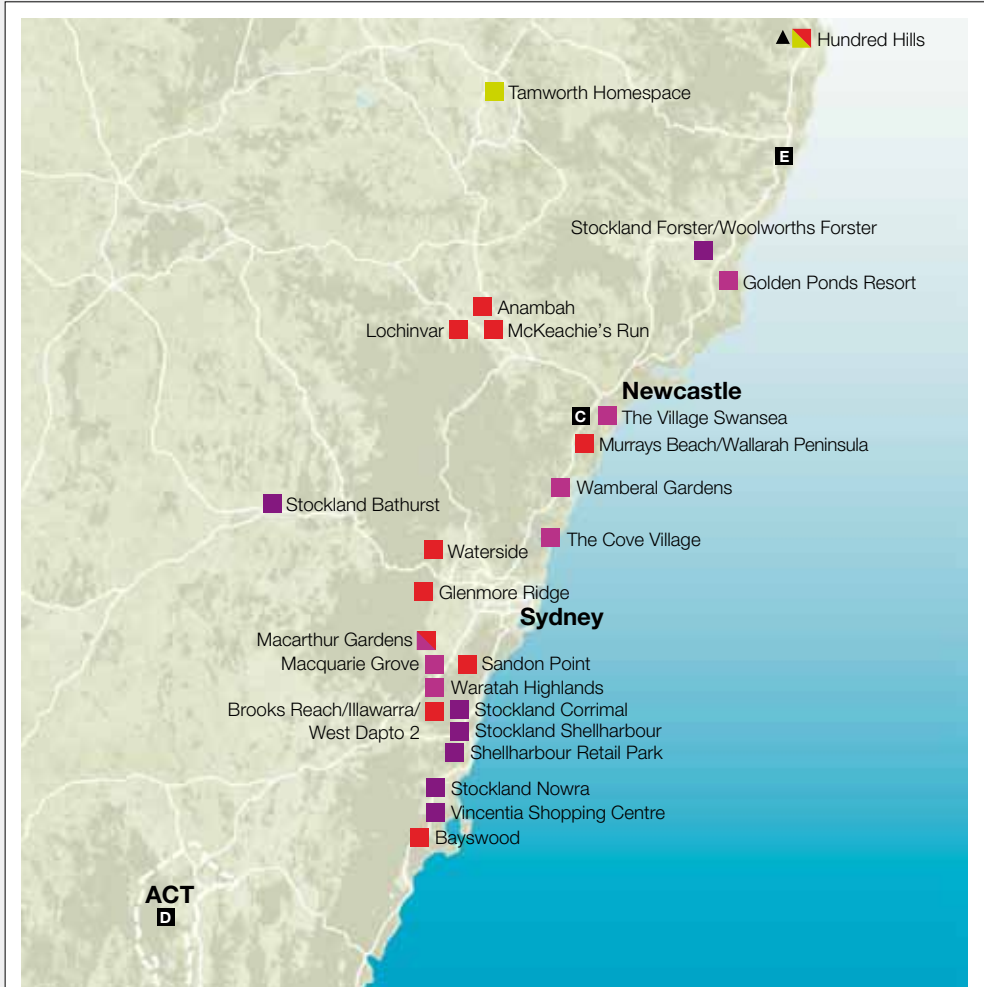 Hundred Hills
Tamworth Homespace
E
Stockland Forster/Woolworths Forster
Golden Ponds Resort
Anambah
Lochinvar
McKeachie's Run
Newcastle
C
The Village Swansea
Murrays Beach/Wallarah Peninsula
Wamberal Gardens
Stockland Bathurst
The Cove Village
Waterside
Glenmore Ridge
Sydney
Macarthur Gardens
Macquarie Grove
Sandon Point
Waratah Highlands
Brooks Reach/Illawarra/
West Dapto 2
Stockland Corrimal
Stockland Shellharbour
Shellharbour Retail Park
Stockland Nowra
Vincentia Shopping Centre
Bayswood
ACT
D